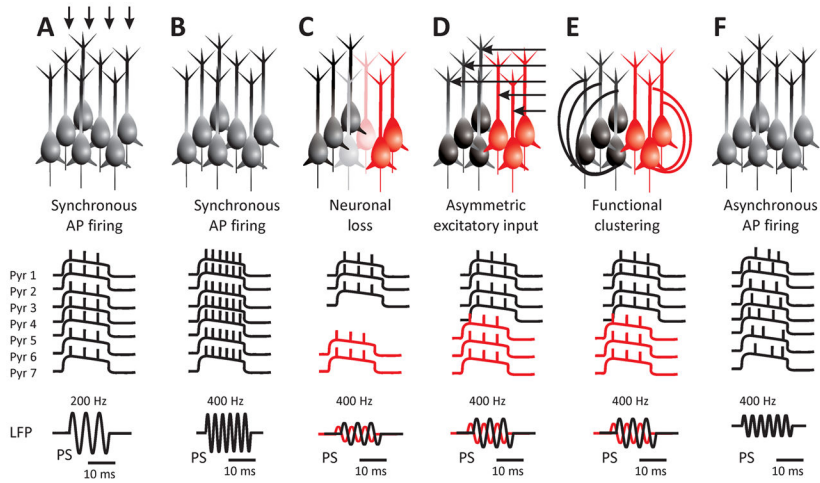 A B C D E F
Synchronous AP firing
Synchronous AP firing
Neuronal loss
Asymmetric excitatory input
Functional clustering
Asynchronous AP firing
Pyr 1
Pyr 2
Pyr 3
Pyr 4
Pyr 5
Pyr 6
Pyr 7
200 Hz 400 Hz 400 Hz 400 Hz 400 Hz 400 Hz
LFP
PS PS PS PS PS PS
10 ms 10 ms 10 ms 10 ms 10 ms 10 ms